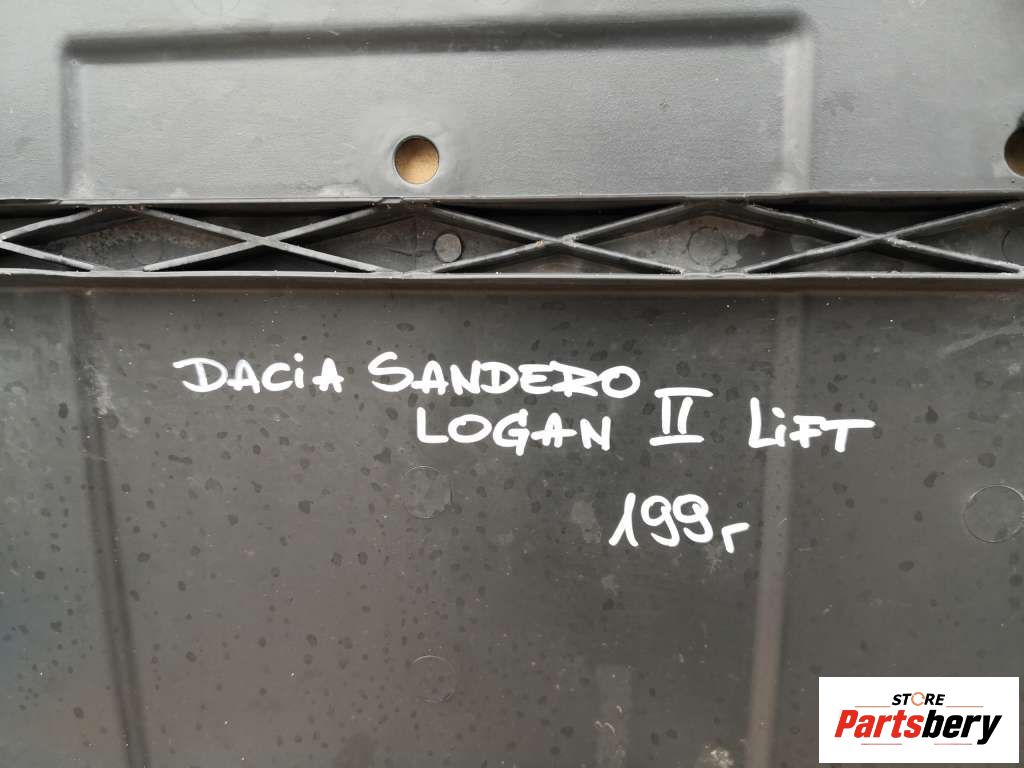 DACIA SANDERO
LOGAN II LIFT
199,-
STORE
Partsbery